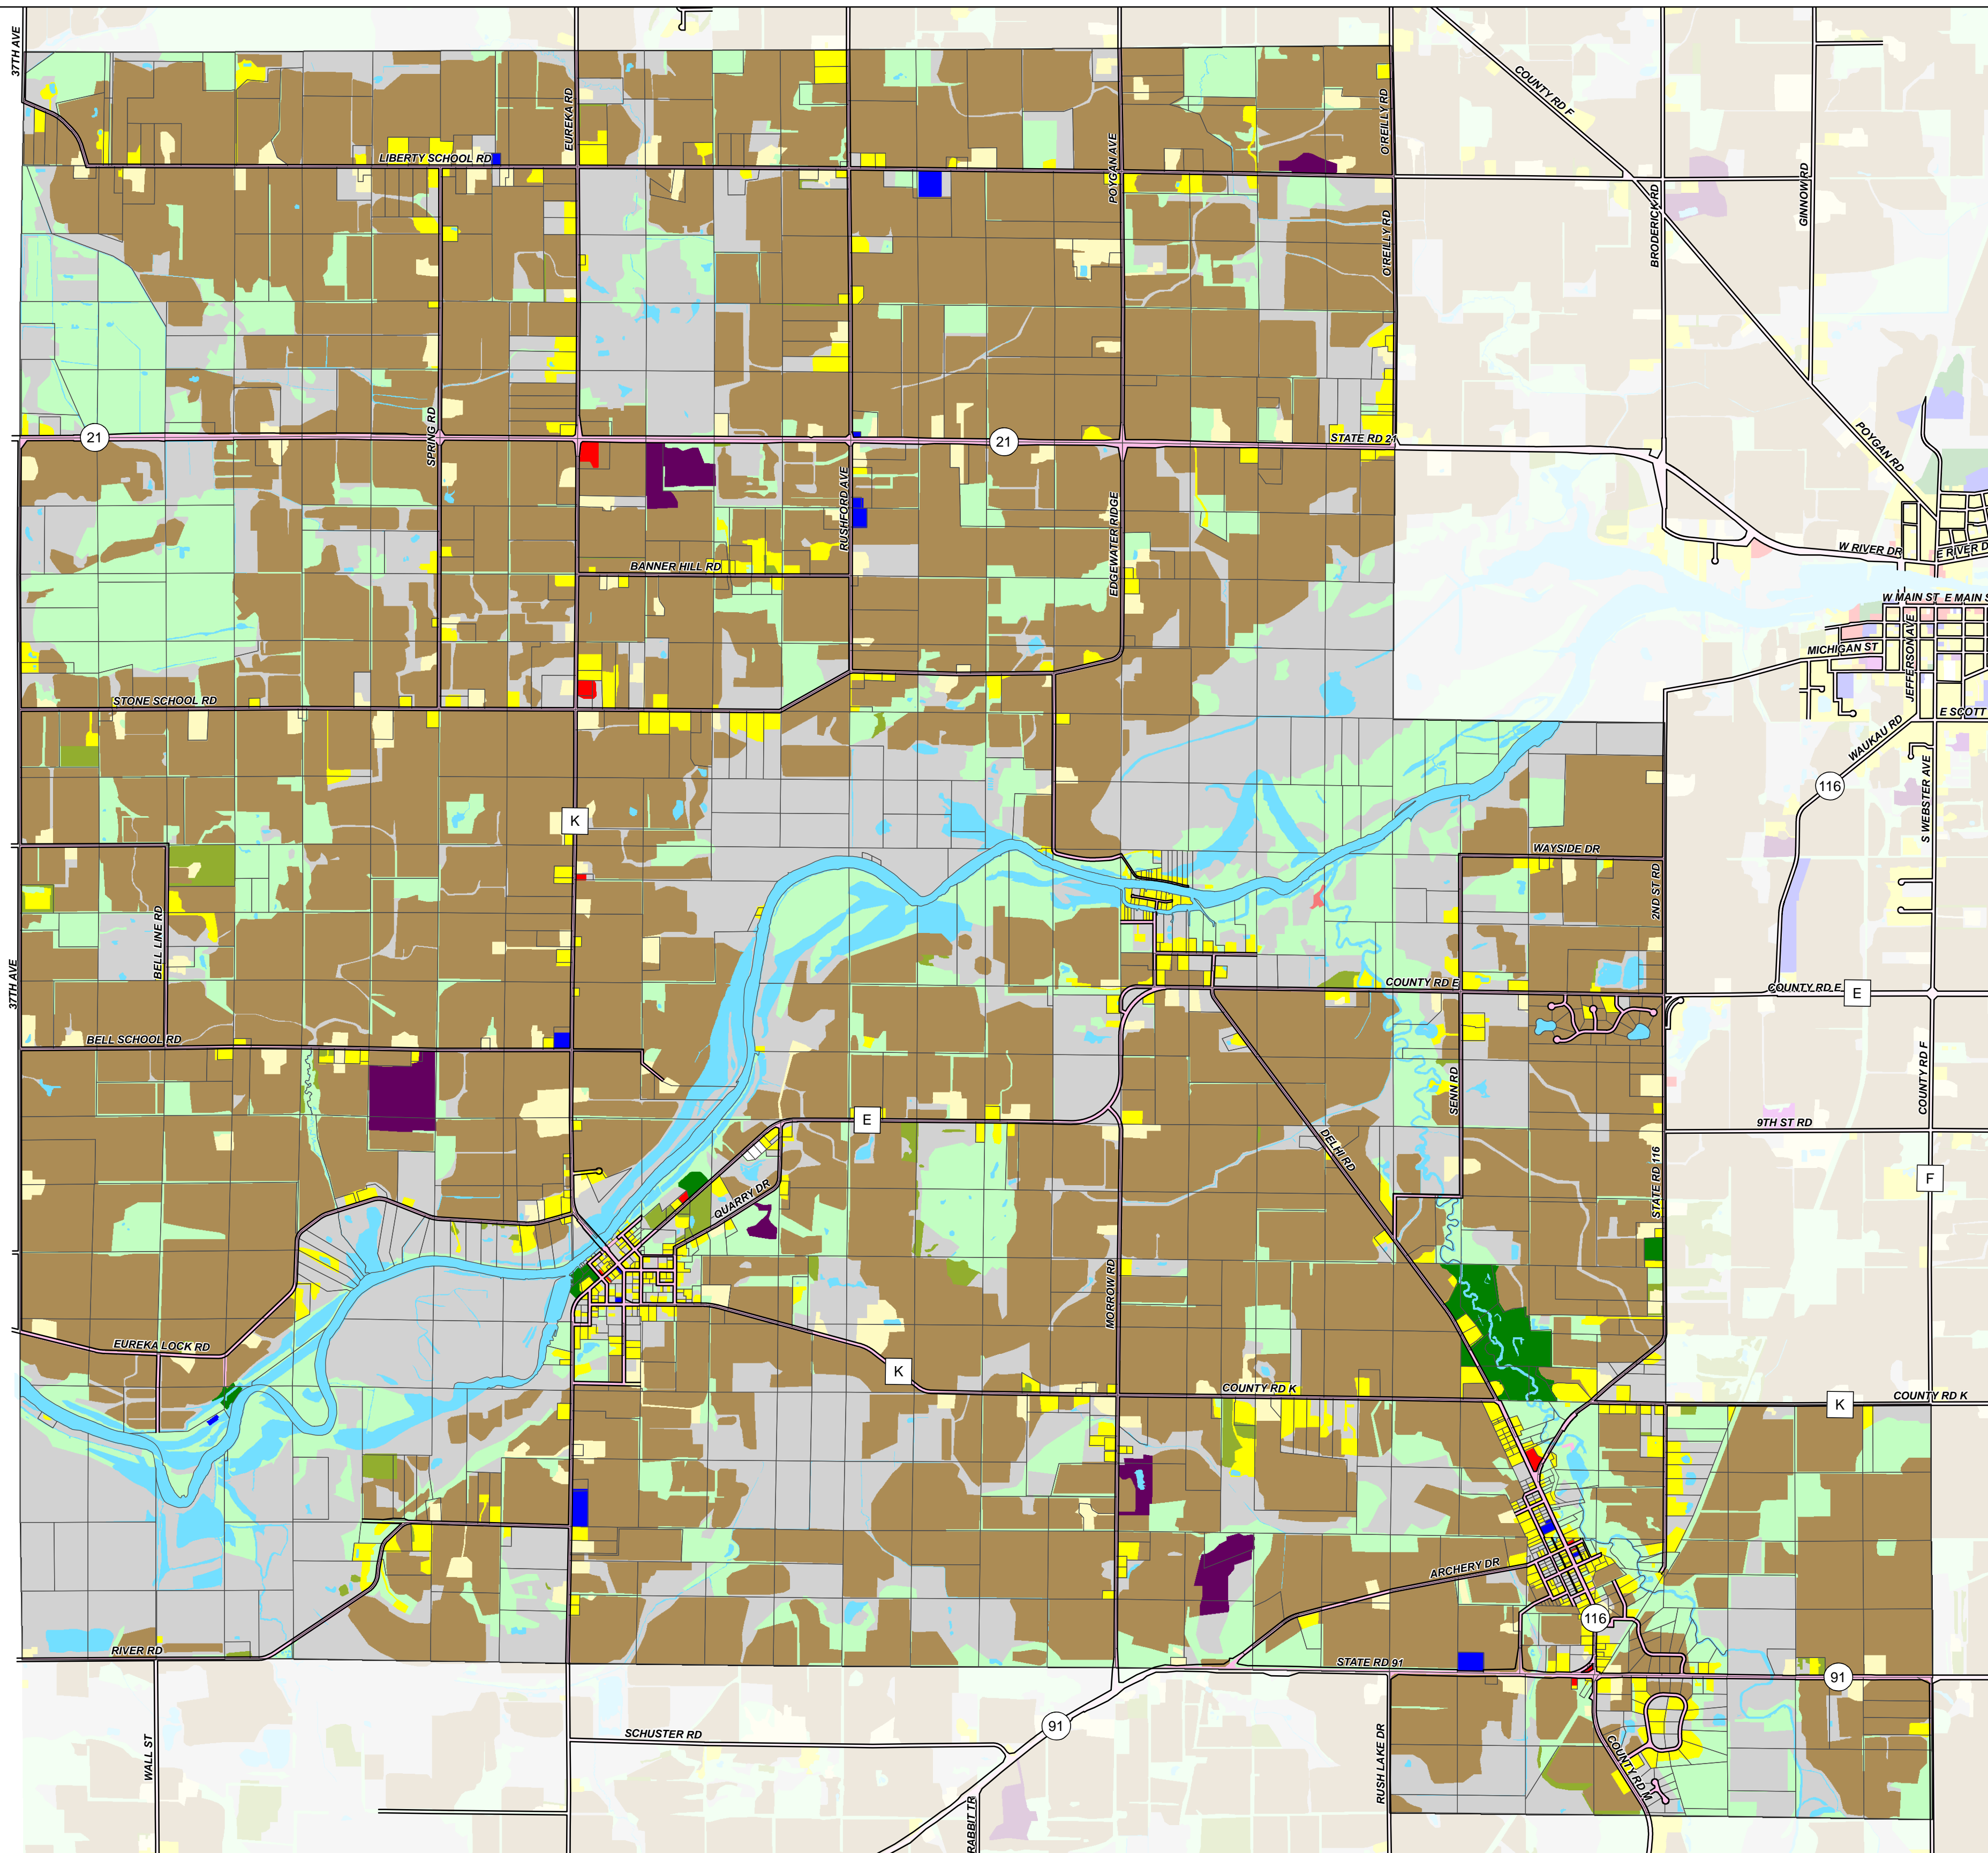 37TH AVE
COUNTY RD F
EUREKA RD
O'REILLY RD
LIBERTY SCHOOL RD
POYGAN AVE
BRODERICK RD
GINNOW RD
O'REILLY RD
21
SPRING RD
21
STATE RD 21
POYGAN RD
RUSHFORD AVE
EDGEWATER RIDGE
W RIVER DR
E RIVER D
BANNER HILL RD
W MAIN ST
E MAIN S
MICHIGAN ST
JEFFERSON AVE
STONE SCHOOL RD
E SCOTT
WAUKAU RD
116
S WEBSTER AVE
K
WAYSIDE DR
2ND ST RD
BELL LINE RD
37TH AVE
COUNTY RD E
COUNTY RD E
E
BELL SCHOOL RD
SENN RD
COUNTY RD F
E
9TH ST RD
DELHI RD
STATE RD 116
F
QUARRY DR
MORROW RD
EUREKA LOCK RD
K
COUNTY RD K
K
COUNTY RD K
ARCHERY DR
116
RIVER RD
STATE RD 91
91
91
SCHUSTER RD
WALL ST
RUSH LAKE DR
COUNTY RD M
RABBIT TR